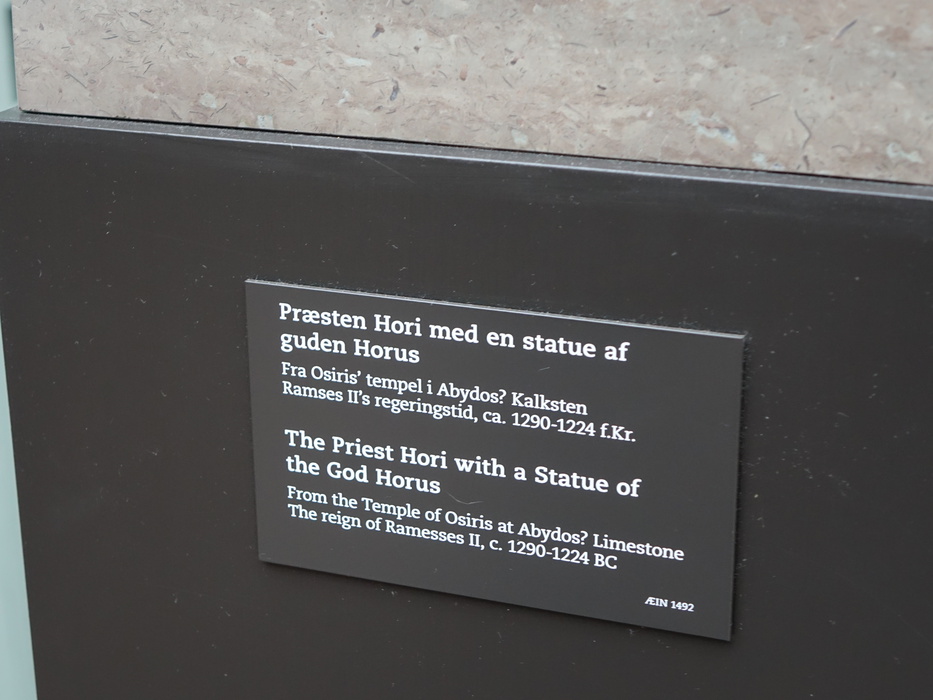 Præsten Hori med en statue af
guden Horus
Fra Osiris' tempel i Abydos? Kalksten
Ramses II's regeringstid, ca. 1290-1224 f.Kr.
The Priest Hori with a Statue of
the God Horus
From the Temple of Osiris at Abydos? Limestone
The reign of Ramesses II, c. 1290-1224 BC
ÆIN 1492